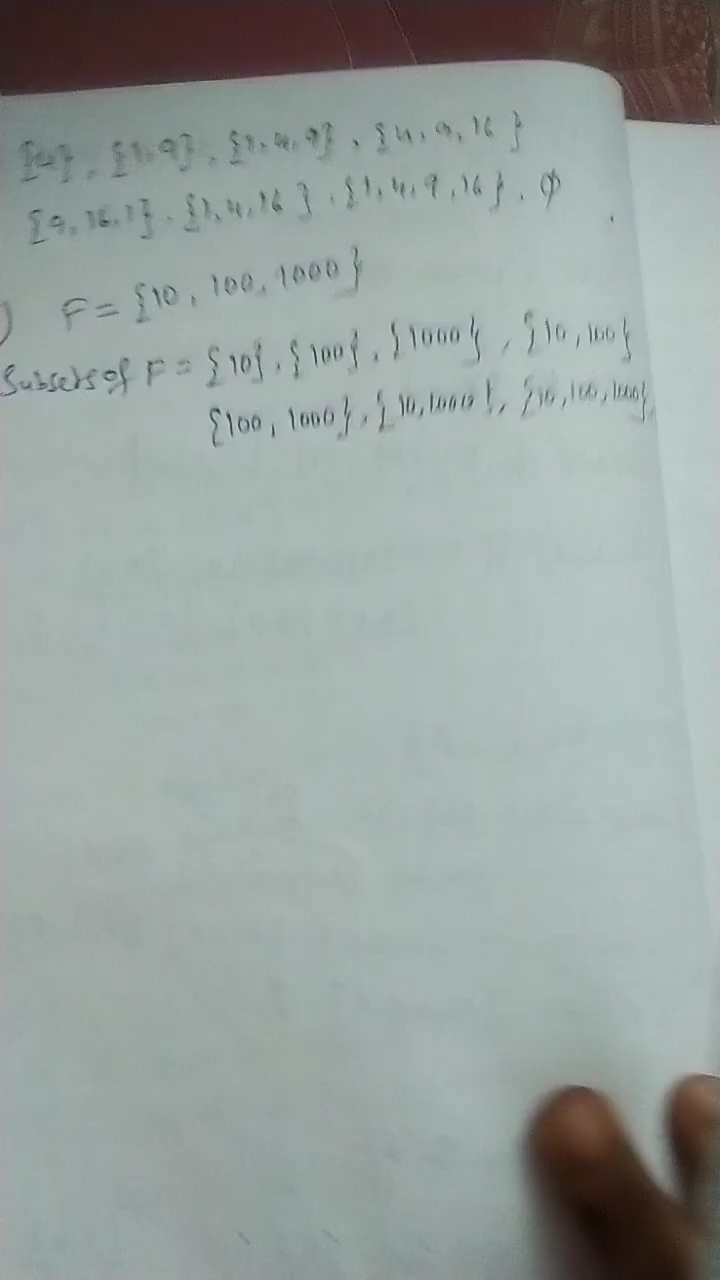 {4}, {1,9}, {1,4,9}, {4,9,16}
{9,16,1}, {1,4,16}, {1,4,9,16}, φ
) F = {10, 100, 1000}
Subsets of F = {10}, {100}, {1000}, {10,100}
{100, 1000}, {10,1000}, {10,100,1000},